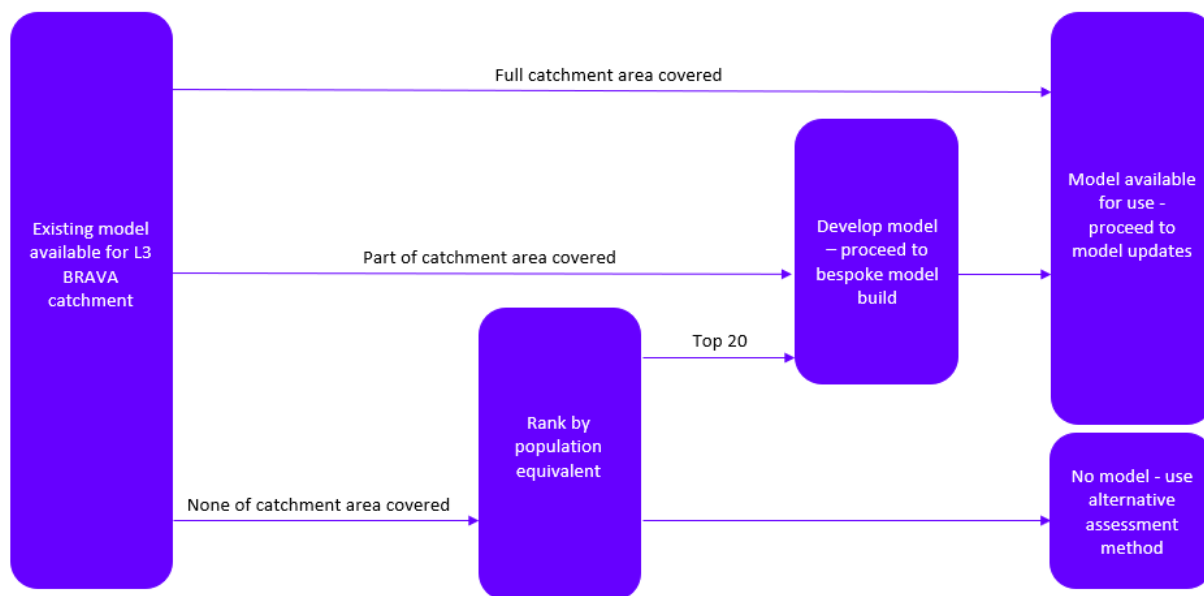 Full catchment area covered
Existing model
available for L3
BRAVA
catchment
Part of catchment area covered
Develop model
– proceed to
bespoke model
build
Model available
for use -
proceed to
model updates
Top 20
Rank by
population
equivalent
None of catchment area covered
No model - use
alternative
assessment
method